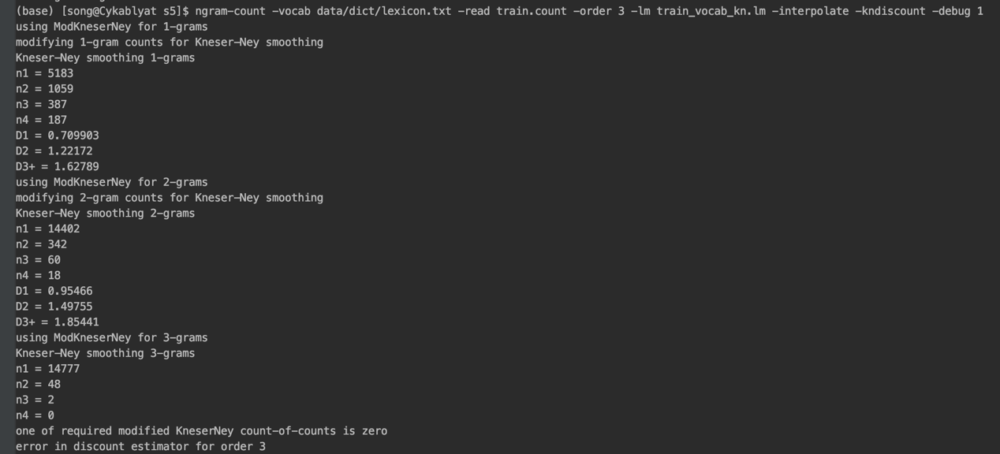 (base) [song@Cykablyat s5]$ ngram-count -vocab data/dict/lexicon.txt -read train.count -order 3 -lm train_vocab_kn.lm -interpolate -kndiscount -debug 1
using ModKneserNey for 1-grams
modifying 1-gram counts for Kneser-Ney smoothing
Kneser-Ney smoothing 1-grams
n1 = 5183
n2 = 1059
n3 = 387
n4 = 187
D1 = 0.709903
D2 = 1.22172
D3+ = 1.62789
using ModKneserNey for 2-grams
modifying 2-gram counts for Kneser-Ney smoothing
Kneser-Ney smoothing 2-grams
n1 = 14402
n2 = 342
n3 = 60
n4 = 18
D1 = 0.95466
D2 = 1.49755
D3+ = 1.85441
using ModKneserNey for 3-grams
Kneser-Ney smoothing 3-grams
n1 = 14777
n2 = 48
n3 = 2
n4 = 0
one of required modified KneserNey count-of-counts is zero
error in discount estimator for order 3